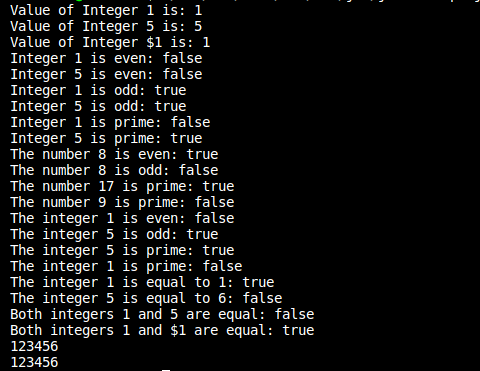 Value of Integer 1 is: 1
Value of Integer 5 is: 5
Value of Integer $1 is: 1
Integer 1 is even: false
Integer 5 is even: false
Integer 1 is odd: true
Integer 5 is odd: true
Integer 1 is prime: false
Integer 5 is prime: true
The number 8 is even: true
The number 8 is odd: false
The number 17 is prime: true
The number 9 is prime: false
The integer 1 is even: false
The integer 5 is odd: true
The integer 5 is prime: true
The integer 1 is prime: false
The integer 1 is equal to 1: true
The integer 5 is equal to 6: false
Both integers 1 and 5 are equal: false
Both integers 1 and $1 are equal: true
123456
123456